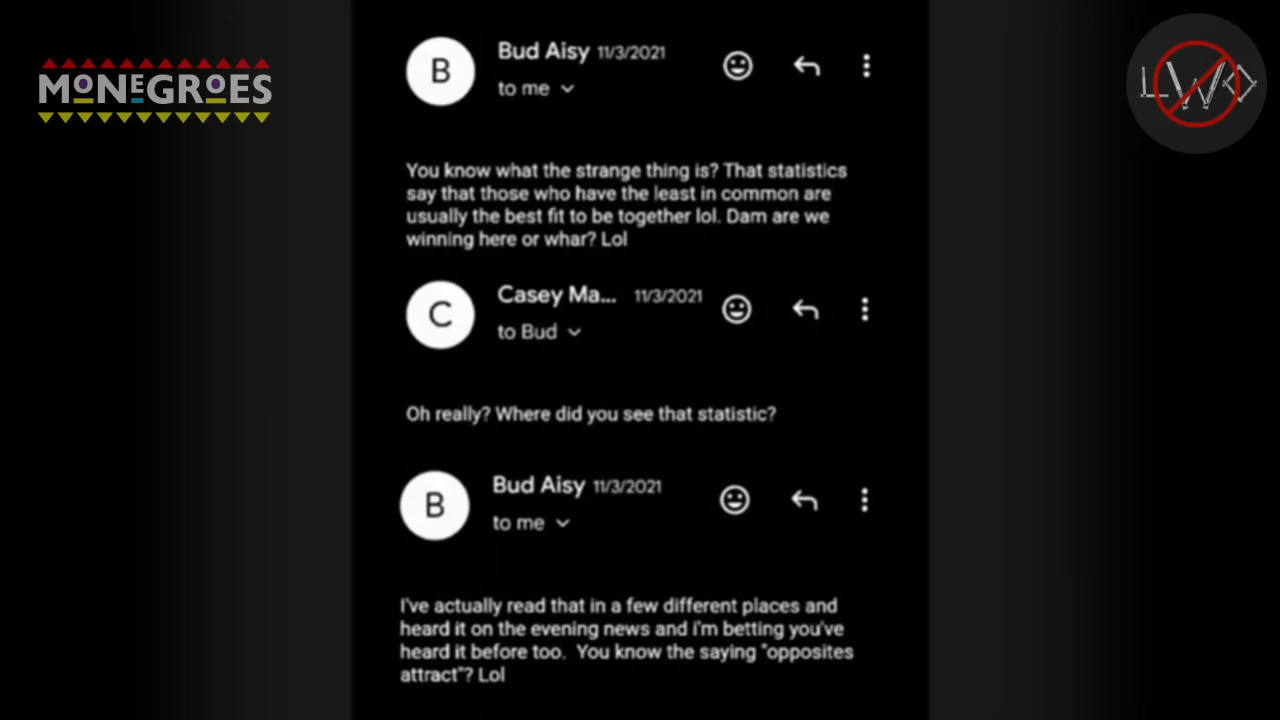 MONEGROES
LWO
B
Bud Aisy 11/3/2021
to me
You know what the strange thing is? That statistics
say that those who have the least in common are
usually the best fit to be together lol. Dam are we
winning here or whar? Lol
C
Casey Ma... 11/3/2021
to Bud
Oh really? Where did you see that statistic?
B
Bud Aisy 11/3/2021
to me
I've actually read that in a few different places and
heard it on the evening news and i'm betting you've
heard it before too.  You know the saying "opposites
attract"? Lol